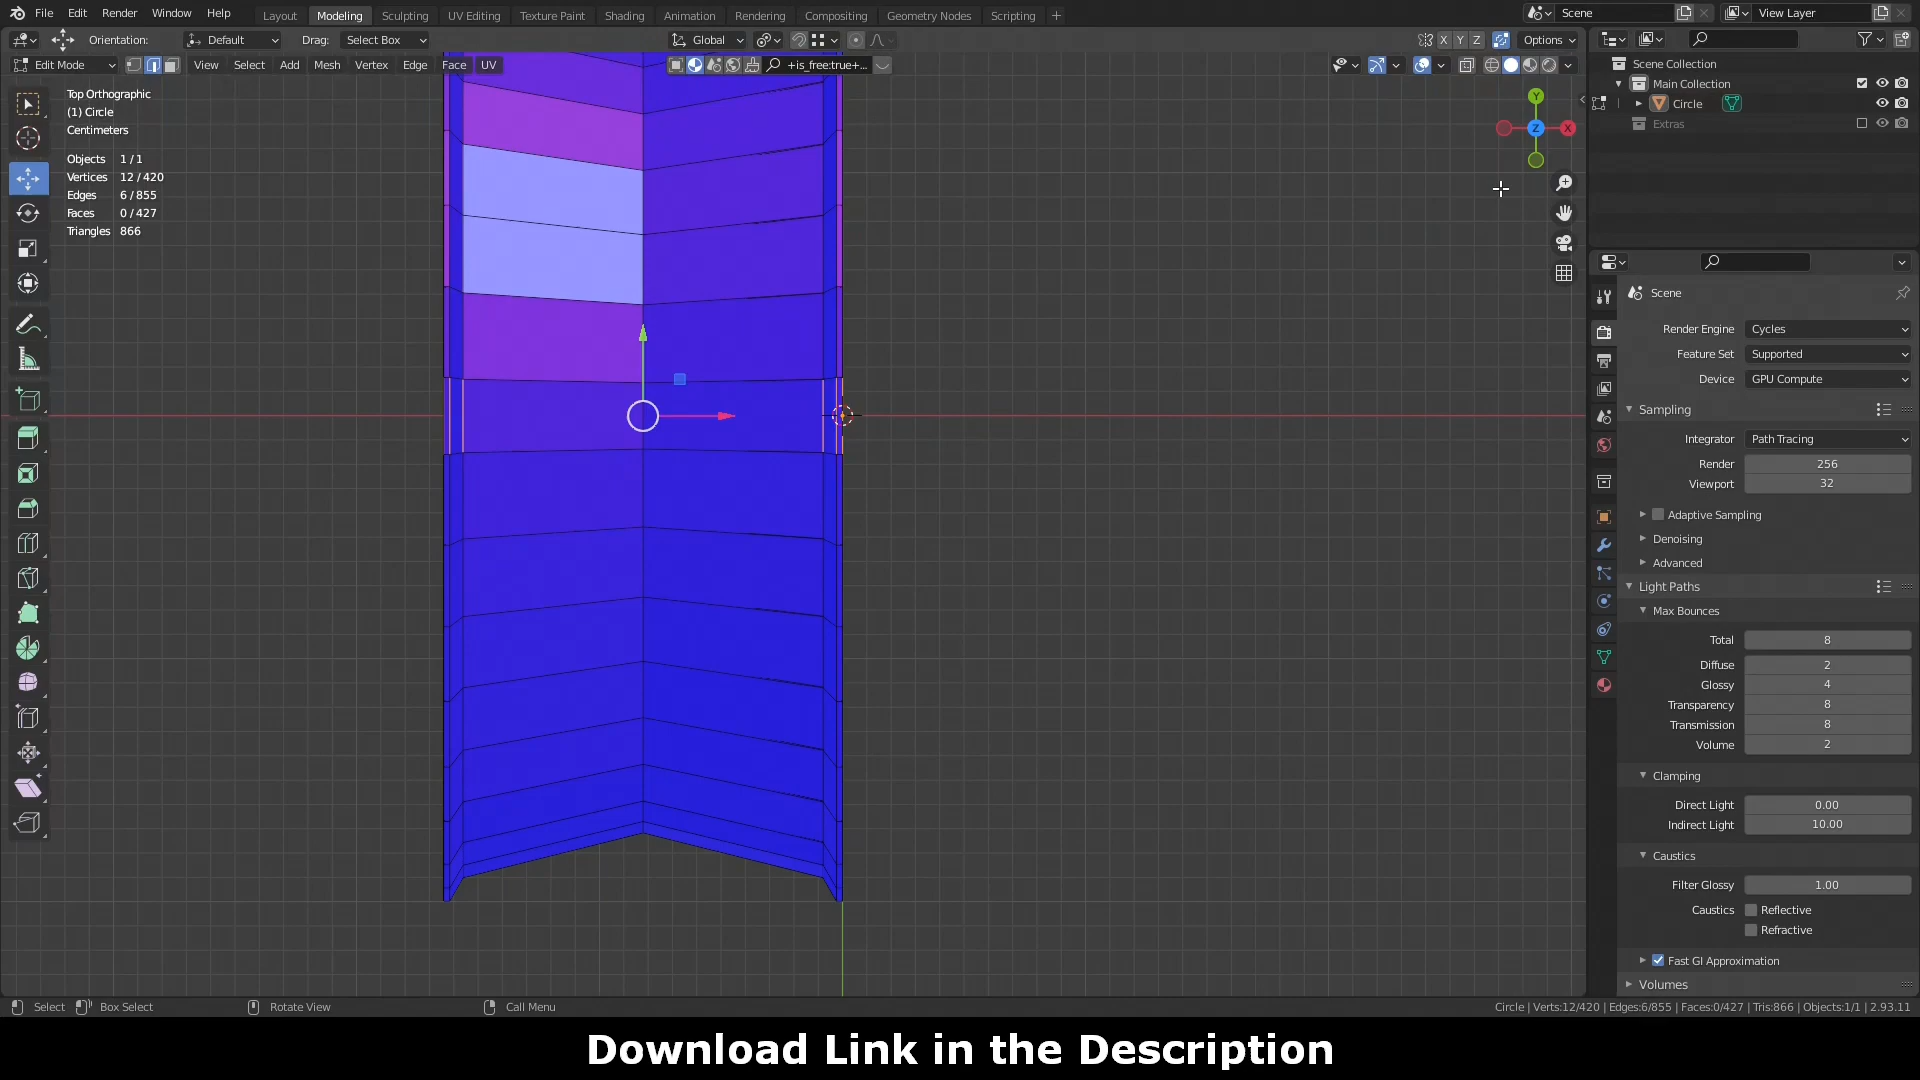 File Edit Render Window Help Layout Modeling Sculpting UV Editing Texture Paint Shading Animation Rendering Compositing Geometry Nodes Scripting + Scene View Layer
Orientation: Default Drag: Select Box Global X Y Z Options
Edit Mode View Select Add Mesh Vertex Edge Face UV +is_free:true+...
Scene Collection
Main Collection
Circle
Extras
Top Orthographic
(1) Circle
Centimeters
Objects 1/1
Vertices 12/420
Edges 6/855
Faces 0/427
Triangles 866
Y
Z X
Scene
Render Engine Cycles
Feature Set Supported
Device GPU Compute
Sampling
Integrator Path Tracing
Render 256
Viewport 32
Adaptive Sampling
Denoising
Advanced
Light Paths
Max Bounces
Total 8
Diffuse 2
Glossy 4
Transparency 8
Transmission 8
Volume 2
Clamping
Direct Light 0.00
Indirect Light 10.00
Caustics
Filter Glossy 1.00
Caustics Reflective
Refractive
Fast GI Approximation
Volumes
Select Box Select Rotate View Call Menu Circle | Verts:12/420 | Edges:6/855 | Faces:0/427 | Tris:866 | Objects:1/1 | 2.93.11
Download Link in the Description